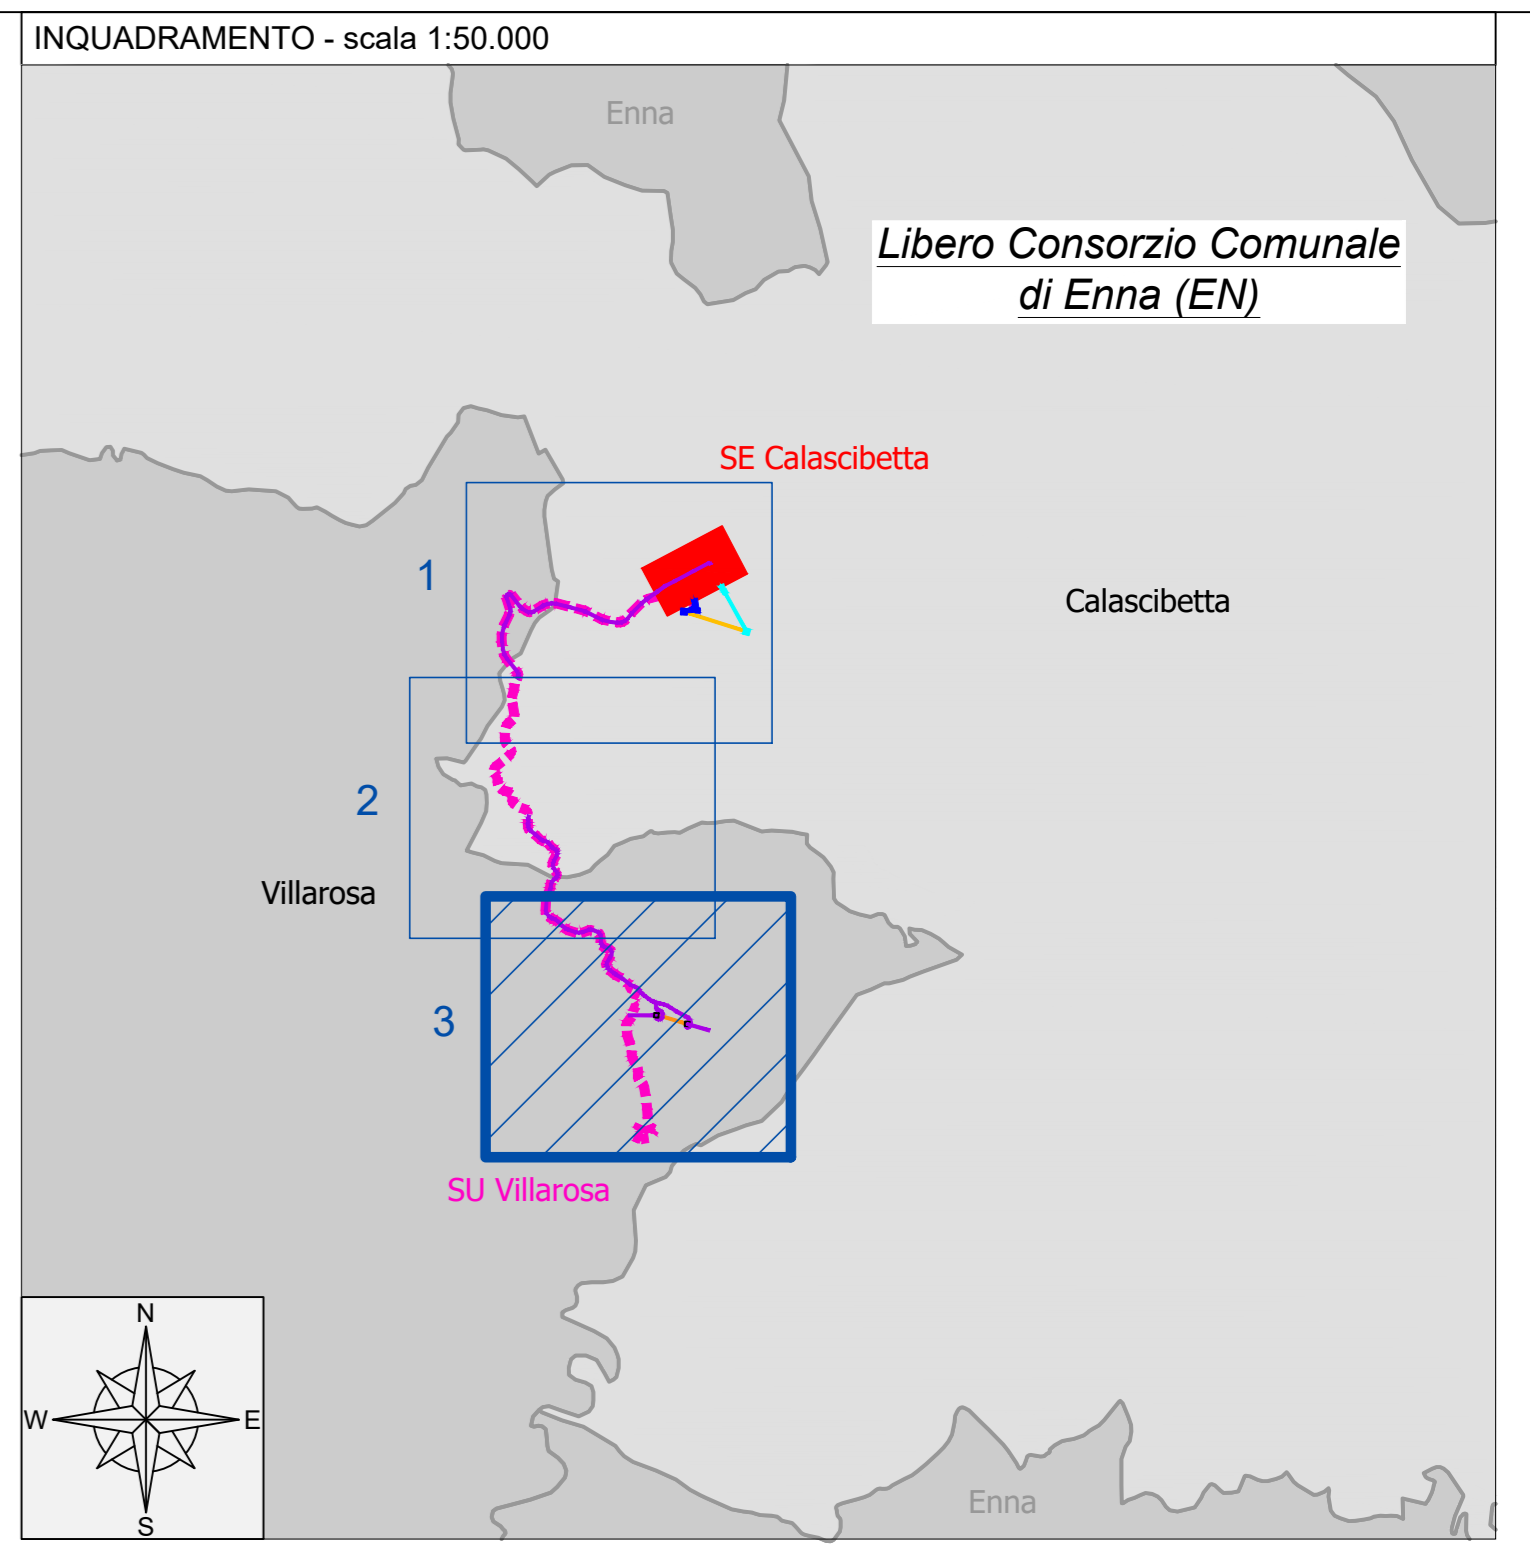 INQUADRAMENTO - scala 1:50.000
Enna
Libero Consorzio Comunale
di Enna (EN)
SE Calascibetta
1
Calascibetta
2
Villarosa
3
SU Villarosa
N
W
E
S
Enna